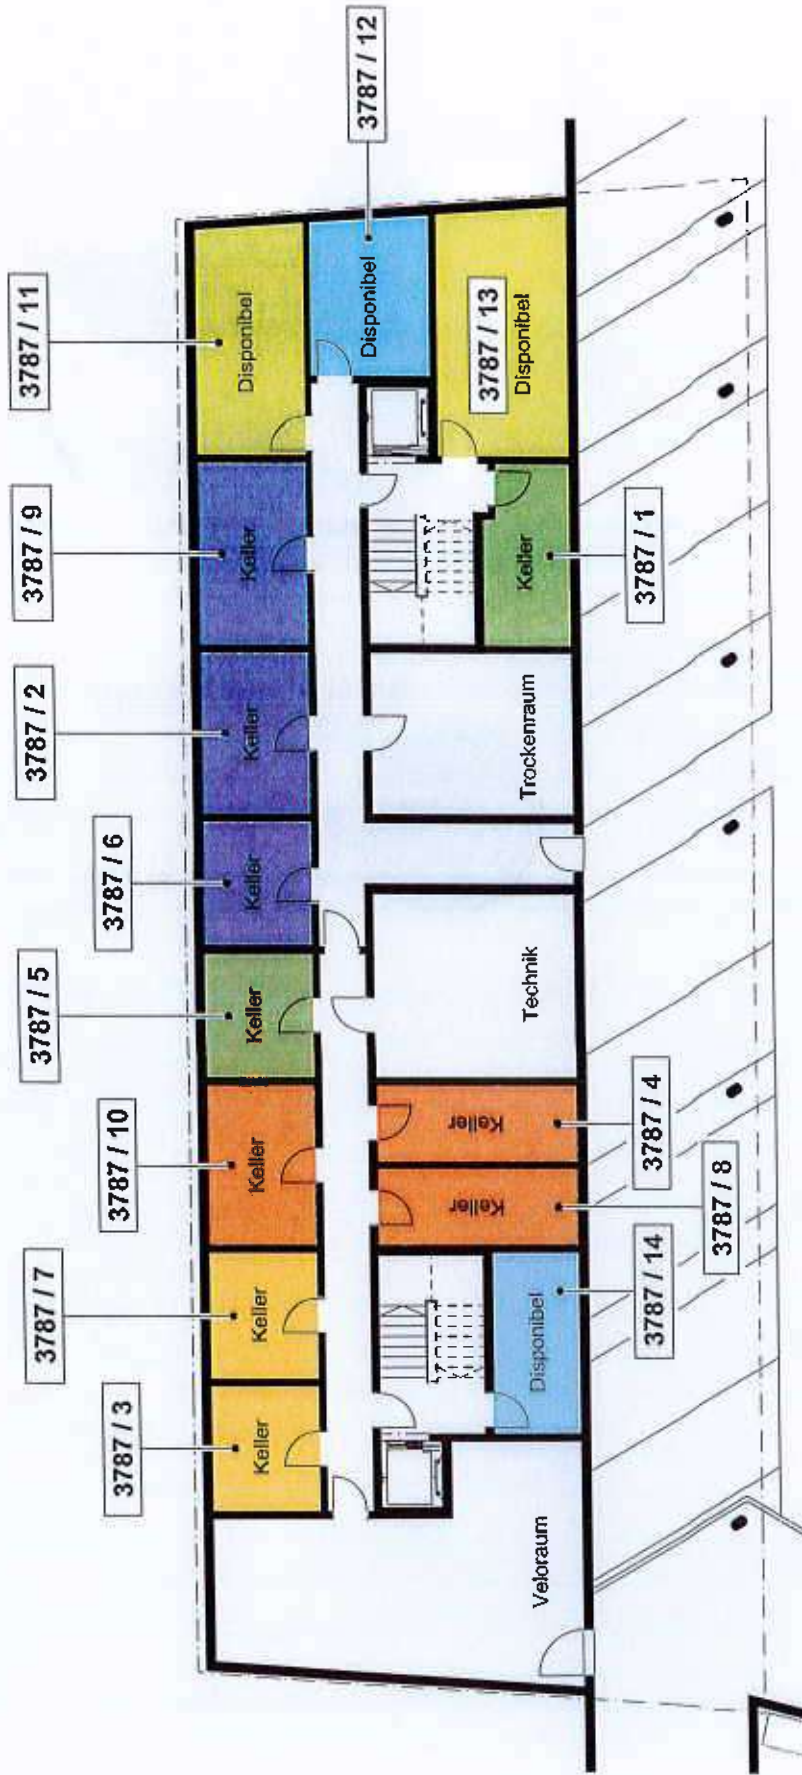 3787 / 3
3787 / 7
3787 / 10
3787 / 5
3787 / 6
3787 / 2
3787 / 9
3787 / 11
3787 / 12
Keller
Keller
Keller
Keller
Keller
Keller
Keller
Disponibel
Disponibel
Veloraum
Disponibel
Keller
Keller
Technik
Trockenraum
Keller
3787 / 13
Disponibel
3787 / 14
3787 / 8
3787 / 4
3787 / 1